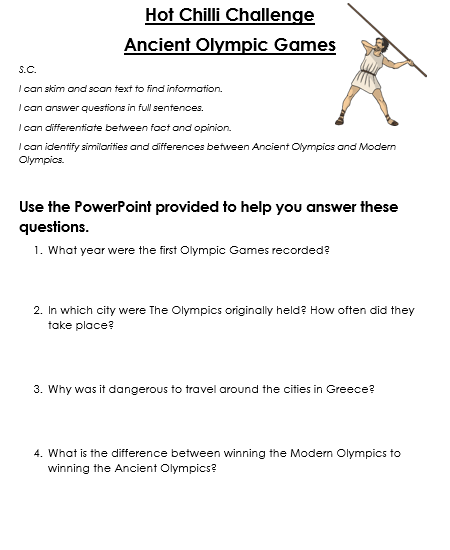 Hot Chilli Challenge
Ancient Olympic Games
S.C.
I can skim and scan text to find information.
I can answer questions in full sentences.
I can differentiate between fact and opinion.
I can identify similarities and differences between Ancient Olympics and Modern
Olympics.
Use the PowerPoint provided to help you answer these
questions.
1. What year were the first Olympic Games recorded?
2. In which city were The Olympics originally held? How often did they
take place?
3. Why was it dangerous to travel around the cities in Greece?
4. What is the difference between winning the Modern Olympics to
winning the Ancient Olympics?